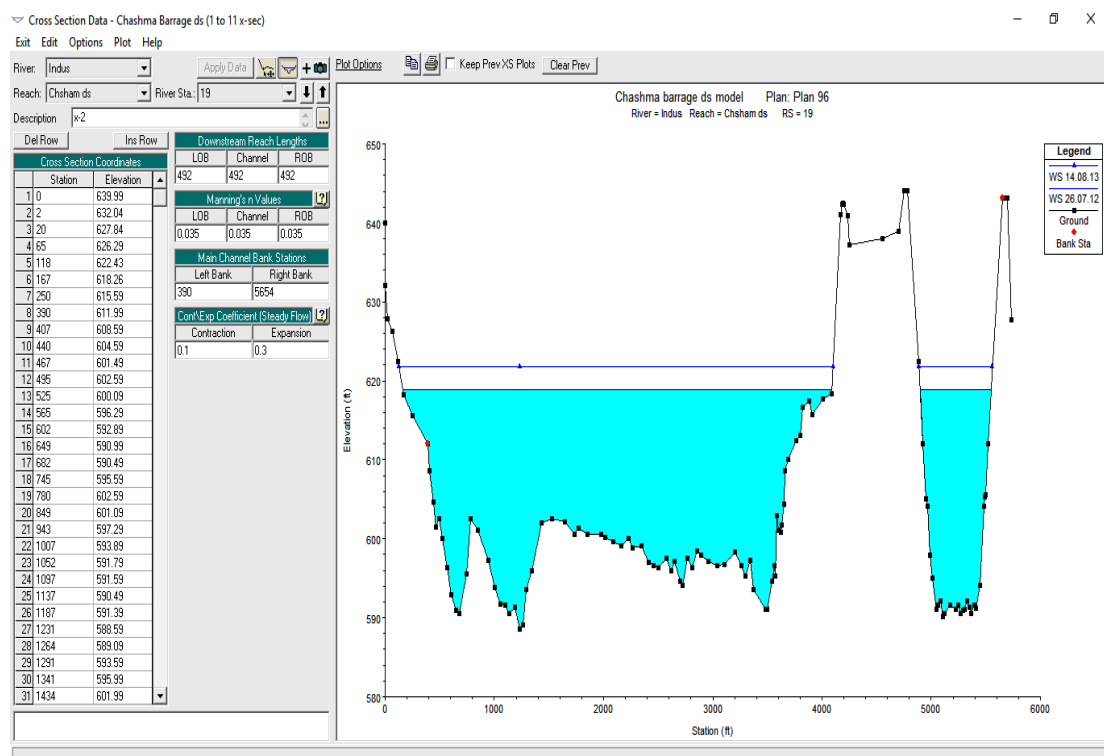 Cross Section Data - Chashma Barrage ds (1 to 11 x-sec)
Exit Edit Options Plot Help
River: Indus Apply Data Plot Options Keep Prev XS Plots Clear Prev
Reach: Chsham ds River Sta.: 19
Description x-2 ...
Del Row Ins Row
Cross Section Coordinates
Station Elevation
1 0 639.99
2 2 632.04
3 20 627.84
4 65 626.29
5 118 622.43
6 167 618.26
7 250 615.59
8 390 611.99
9 407 608.59
10 440 604.59
11 467 601.49
12 495 602.59
13 525 600.09
14 565 596.29
15 602 592.89
16 649 590.99
17 682 590.49
18 745 595.59
19 780 602.59
20 849 601.09
21 943 597.29
22 1007 593.89
23 1052 591.79
24 1097 591.59
25 1137 590.49
26 1187 591.39
27 1231 588.59
28 1264 589.09
29 1291 593.59
30 1341 595.99
31 1434 601.99
Downstream Reach Lengths
LOB Channel ROB
492 492 492
Manning's n Values ?
LOB Channel ROB
0.035 0.035 0.035
Main Channel Bank Stations
Left Bank Right Bank
390 5654
Cont\Exp Coefficient (Steady Flow) ?
Contraction Expansion
0.1 0.3
Chashma barrage ds model Plan: Plan 96
River = Indus Reach = Chsham ds RS = 19
650
640
630
620
610
600
590
580
Elevation (ft)
0 1000 2000 3000 4000 5000 6000
Station (ft)
Legend
WS 14.08.13
WS 26.07.12
Ground
Bank Sta